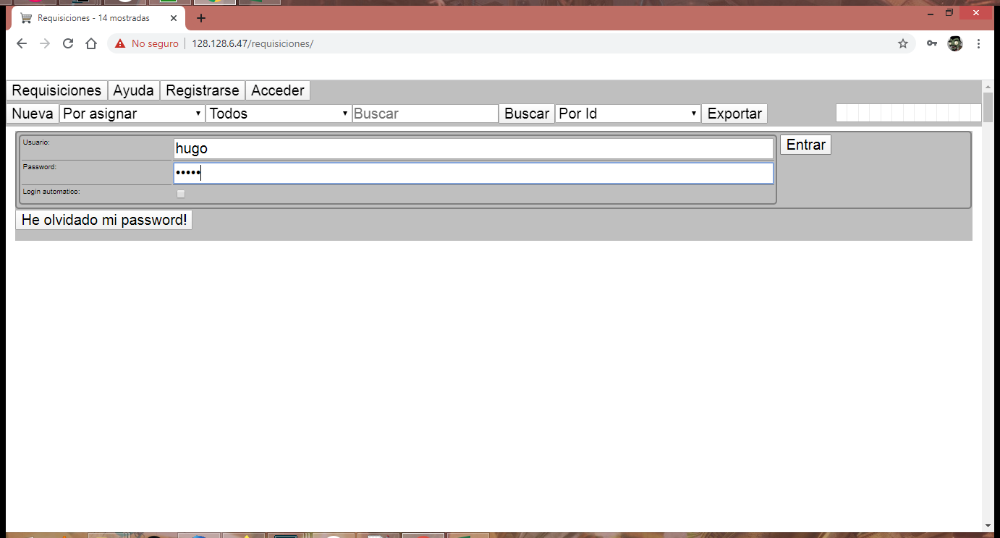 Requisiciones - 14 mostradas
No seguro 128.128.6.47/requisiciones/
Requisiciones Ayuda Registrarse Acceder
Nueva Por asignar Todos Buscar Buscar Por Id Exportar
Usuario: hugo Entrar
Password: •••••
Login automatico:
He olvidado mi password!